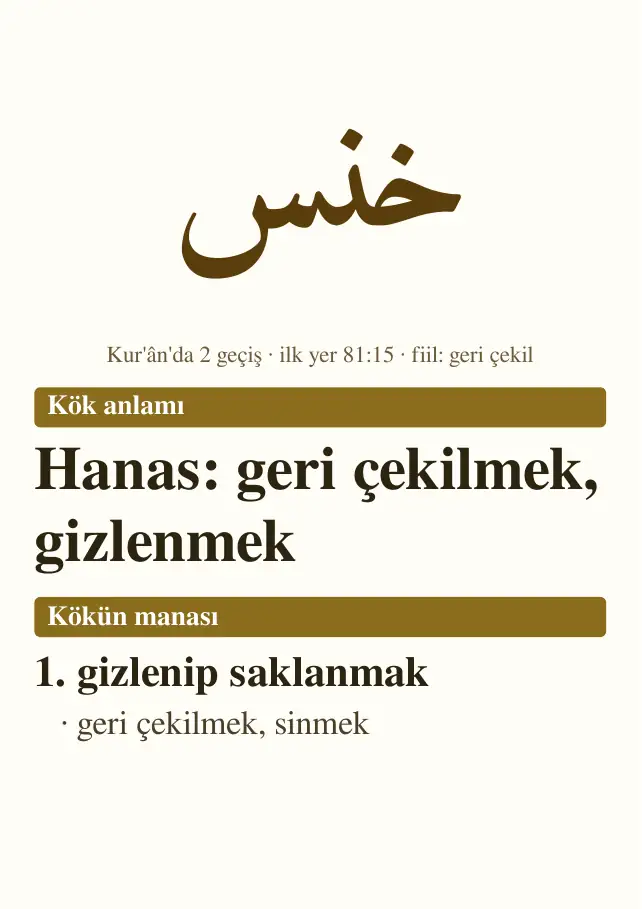 خنس
Kur'ân'da 2 geçiş · ilk yer 81:15 · fiil: geri çekil
Kök anlamı
Hanas: geri çekilmek,
gizlenmek
Kökün manası
1. gizlenip saklanmak
· geri çekilmek, sinmek